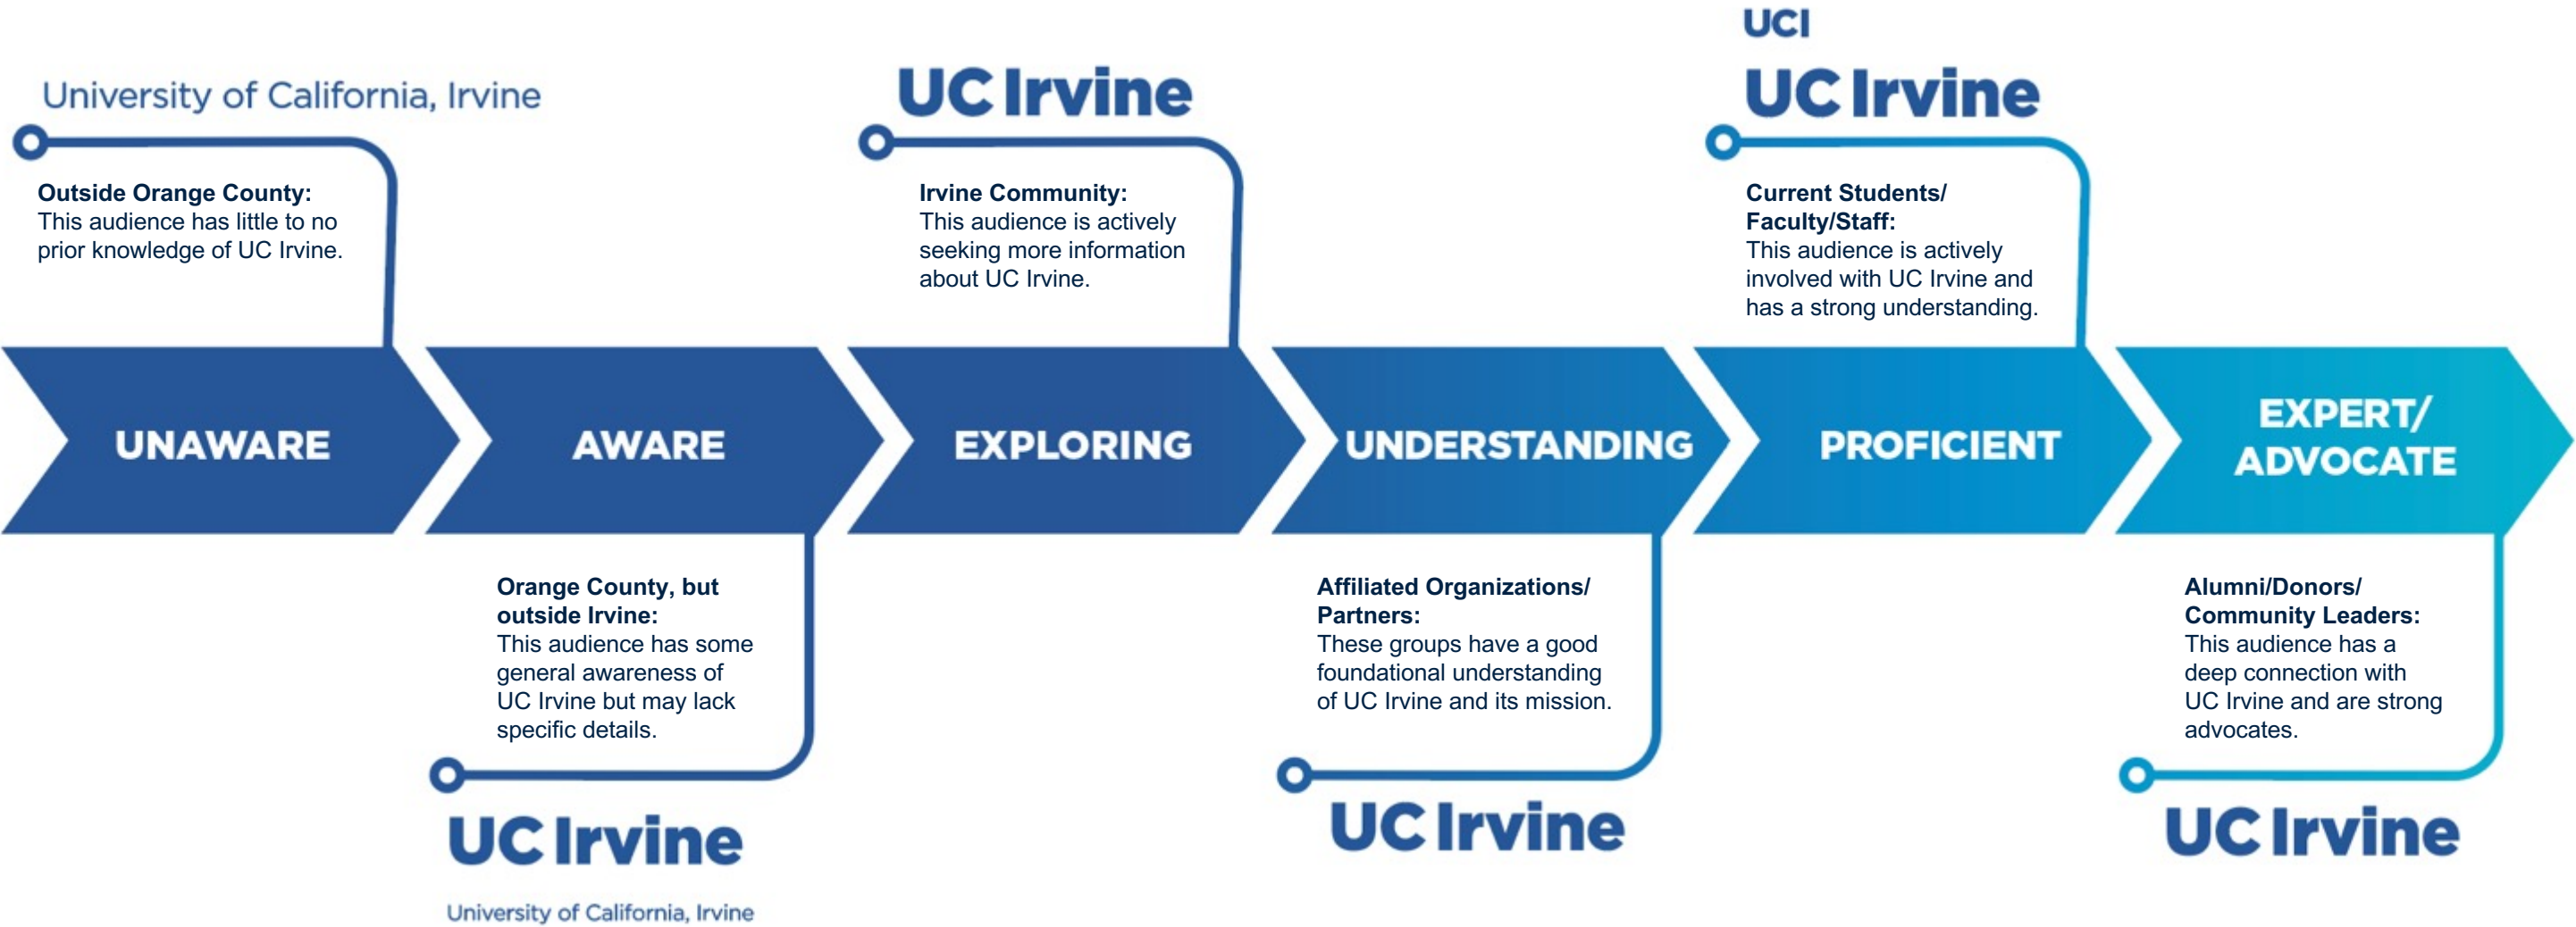 University of California, Irvine
Outside Orange County:
This audience has little to no
prior knowledge of UC Irvine.
UC Irvine
Irvine Community:
This audience is actively
seeking more information
about UC Irvine.
UCI
UC Irvine
Current Students/
Faculty/Staff:
This audience is actively
involved with UC Irvine and
has a strong understanding.
UNAWARE
AWARE
EXPLORING
UNDERSTANDING
PROFICIENT
EXPERT/
ADVOCATE
Orange County, but
outside Irvine:
This audience has some
general awareness of
UC Irvine but may lack
specific details.
UC Irvine
University of California, Irvine
Affiliated Organizations/
Partners:
These groups have a good
foundational understanding
of UC Irvine and its mission.
UC Irvine
Alumni/Donors/
Community Leaders:
This audience has a
deep connection with
UC Irvine and are strong
advocates.
UC Irvine